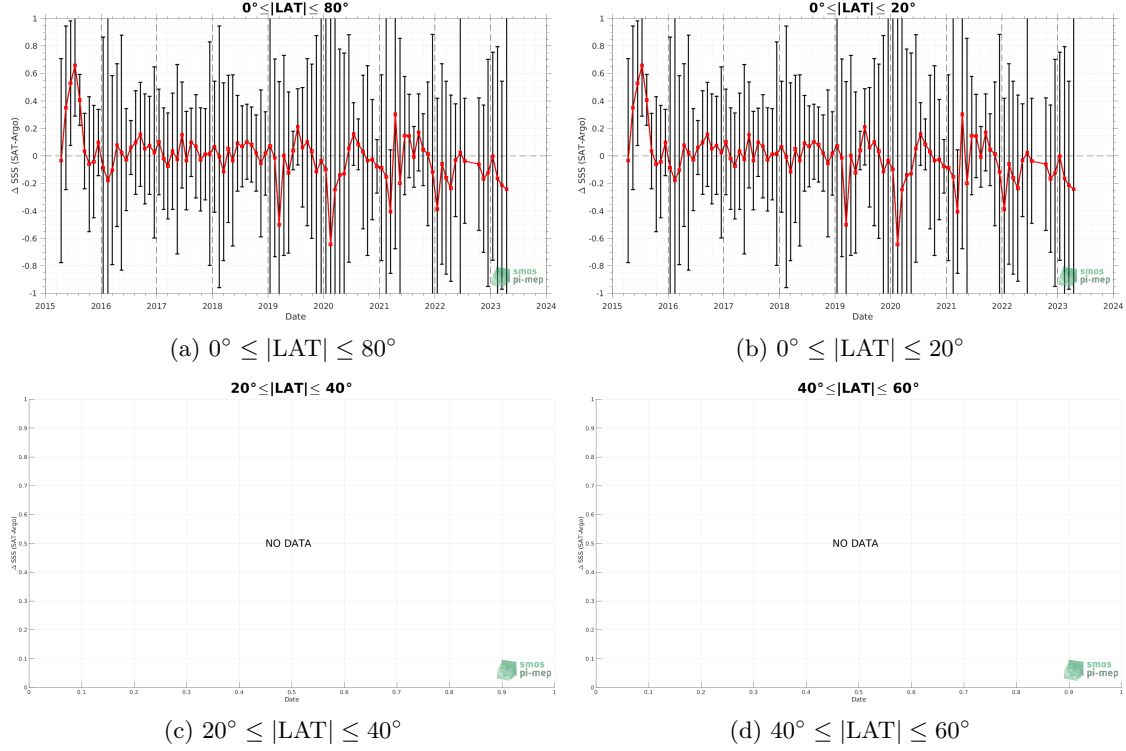 0°≤|LAT|≤ 80°
Δ SSS (SAT-Argo)
1
0.8
0.6
0.4
0.2
0
-0.2
-0.4
-0.6
-0.8
-1
2015 2016 2017 2018 2019 2020 2021 2022 2023 2024
Date
smos
pi-mep
(a) 0° ≤ |LAT| ≤ 80°
0°≤|LAT|≤ 20°
Δ SSS (SAT-Argo)
1
0.8
0.6
0.4
0.2
0
-0.2
-0.4
-0.6
-0.8
-1
2015 2016 2017 2018 2019 2020 2021 2022 2023 2024
Date
smos
pi-mep
(b) 0° ≤ |LAT| ≤ 20°
20°≤|LAT|≤ 40°
Δ SSS (SAT-Argo)
1
0.9
0.8
0.7
0.6
0.5
0.4
0.3
0.2
0.1
0
NO DATA
0 0.1 0.2 0.3 0.4 0.5 0.6 0.7 0.8 0.9 1
Date
smos
pi-mep
(c) 20° ≤ |LAT| ≤ 40°
40°≤|LAT|≤ 60°
Δ SSS (SAT-Argo)
1
0.9
0.8
0.7
0.6
0.5
0.4
0.3
0.2
0.1
0
NO DATA
0 0.1 0.2 0.3 0.4 0.5 0.6 0.7 0.8 0.9 1
Date
smos
pi-mep
(d) 40° ≤ |LAT| ≤ 60°